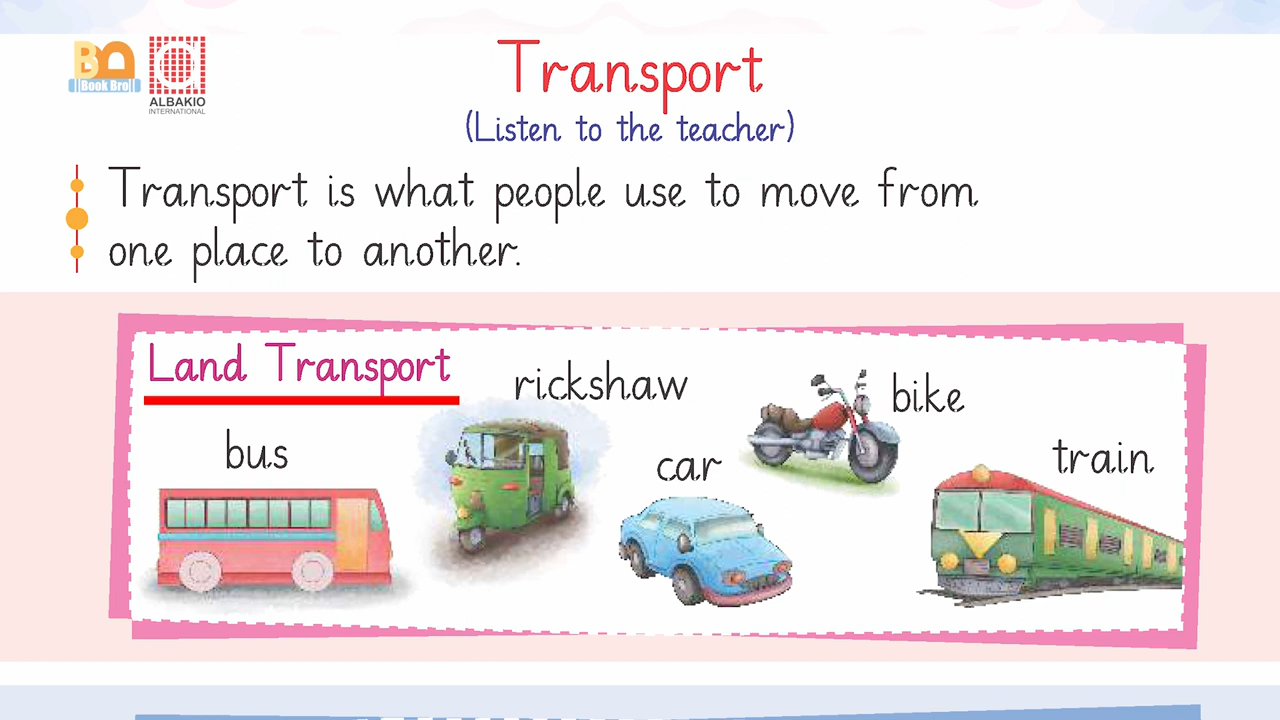 BB
Book Bro!
ALBAKIO
INTERNATIONAL
Transport
(Listen to the teacher)
Transport is what people use to move from
one place to another.
Land Transport
rickshaw
bike
bus
car
train